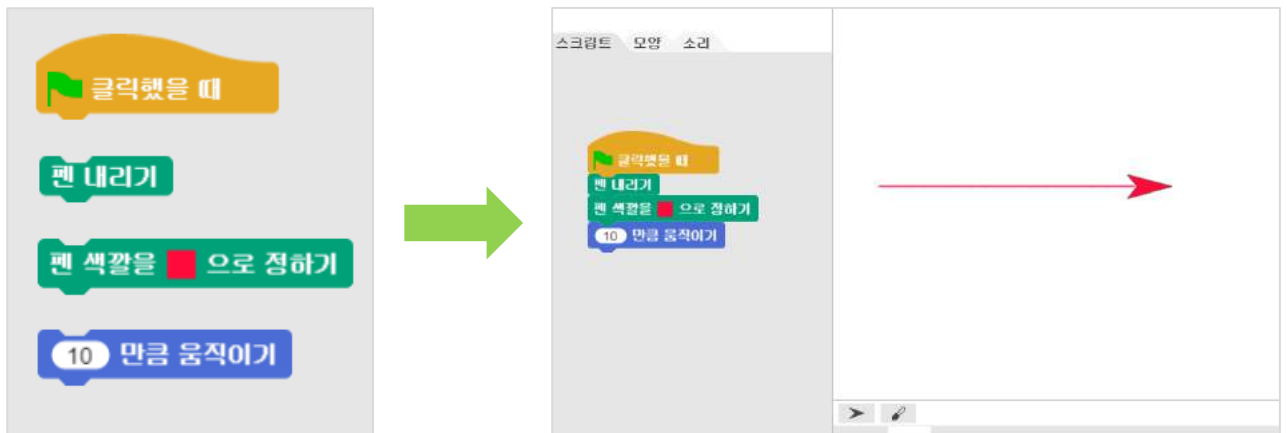 클릭했을 때
펜 내리기
펜 색깔을 으로 정하기
10 만큼 움직이기
스크립트 모양 소리
클릭했을 때
펜 내리기
펜 색깔을 으로 정하기
10 만큼 움직이기